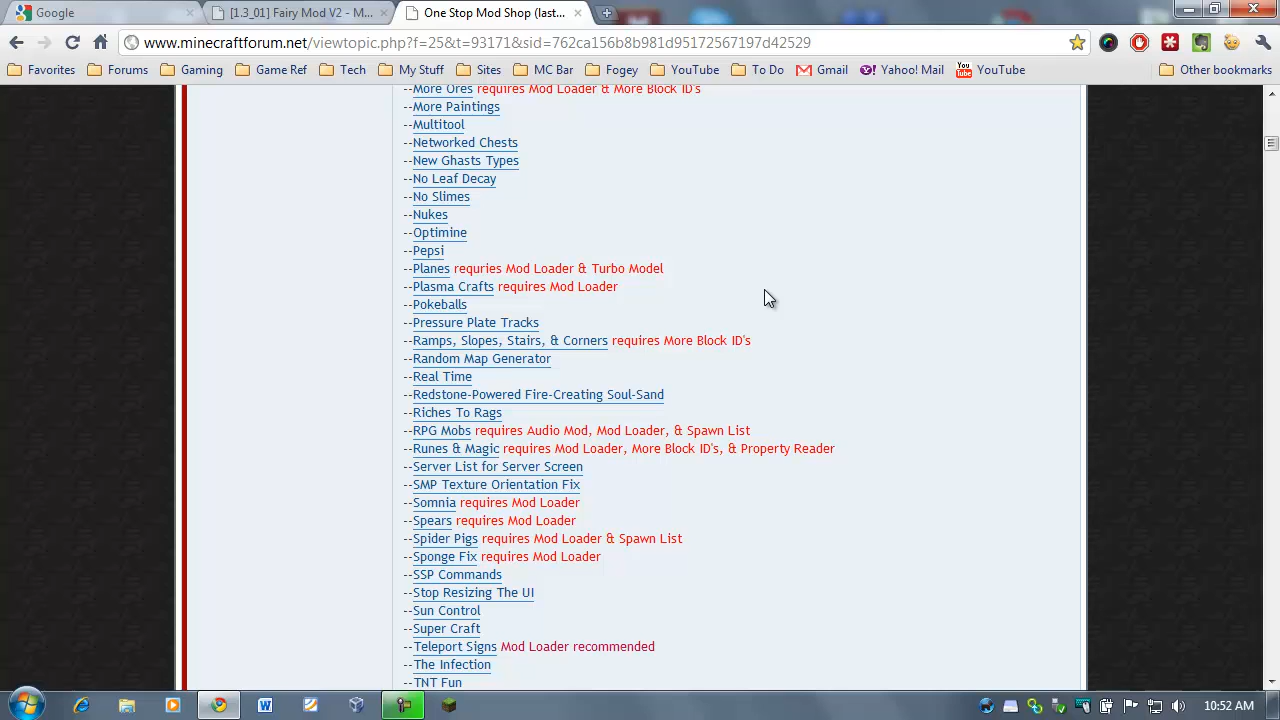 Google
[1.3_01] Fairy Mod V2 - M...
One Stop Mod Shop (last...
www.minecraftforum.net/viewtopic.php?f=25&t=93171&sid=762ca156b8b981d95172567197d42529
Favorites Forums Gaming Game Ref Tech My Stuff Sites MC Bar Fogey YouTube To Do Gmail Yahoo! Mail YouTube Other bookmarks
--More Ores requires Mod Loader & More Block ID's
--More Paintings
--Multitool
--Networked Chests
--New Ghasts Types
--No Leaf Decay
--No Slimes
--Nukes
--Optimine
--Pepsi
--Planes requries Mod Loader & Turbo Model
--Plasma Crafts requires Mod Loader
--Pokeballs
--Pressure Plate Tracks
--Ramps, Slopes, Stairs, & Corners requires More Block ID's
--Random Map Generator
--Real Time
--Redstone-Powered Fire-Creating Soul-Sand
--Riches To Rags
--RPG Mobs requires Audio Mod, Mod Loader, & Spawn List
--Runes & Magic requires Mod Loader, More Block ID's, & Property Reader
--Server List for Server Screen
--SMP Texture Orientation Fix
--Somnia requires Mod Loader
--Spears requires Mod Loader
--Spider Pigs requires Mod Loader & Spawn List
--Sponge Fix requires Mod Loader
--SSP Commands
--Stop Resizing The UI
--Sun Control
--Super Craft
--Teleport Signs Mod Loader recommended
--The Infection
--TNT Fun
10:52 AM